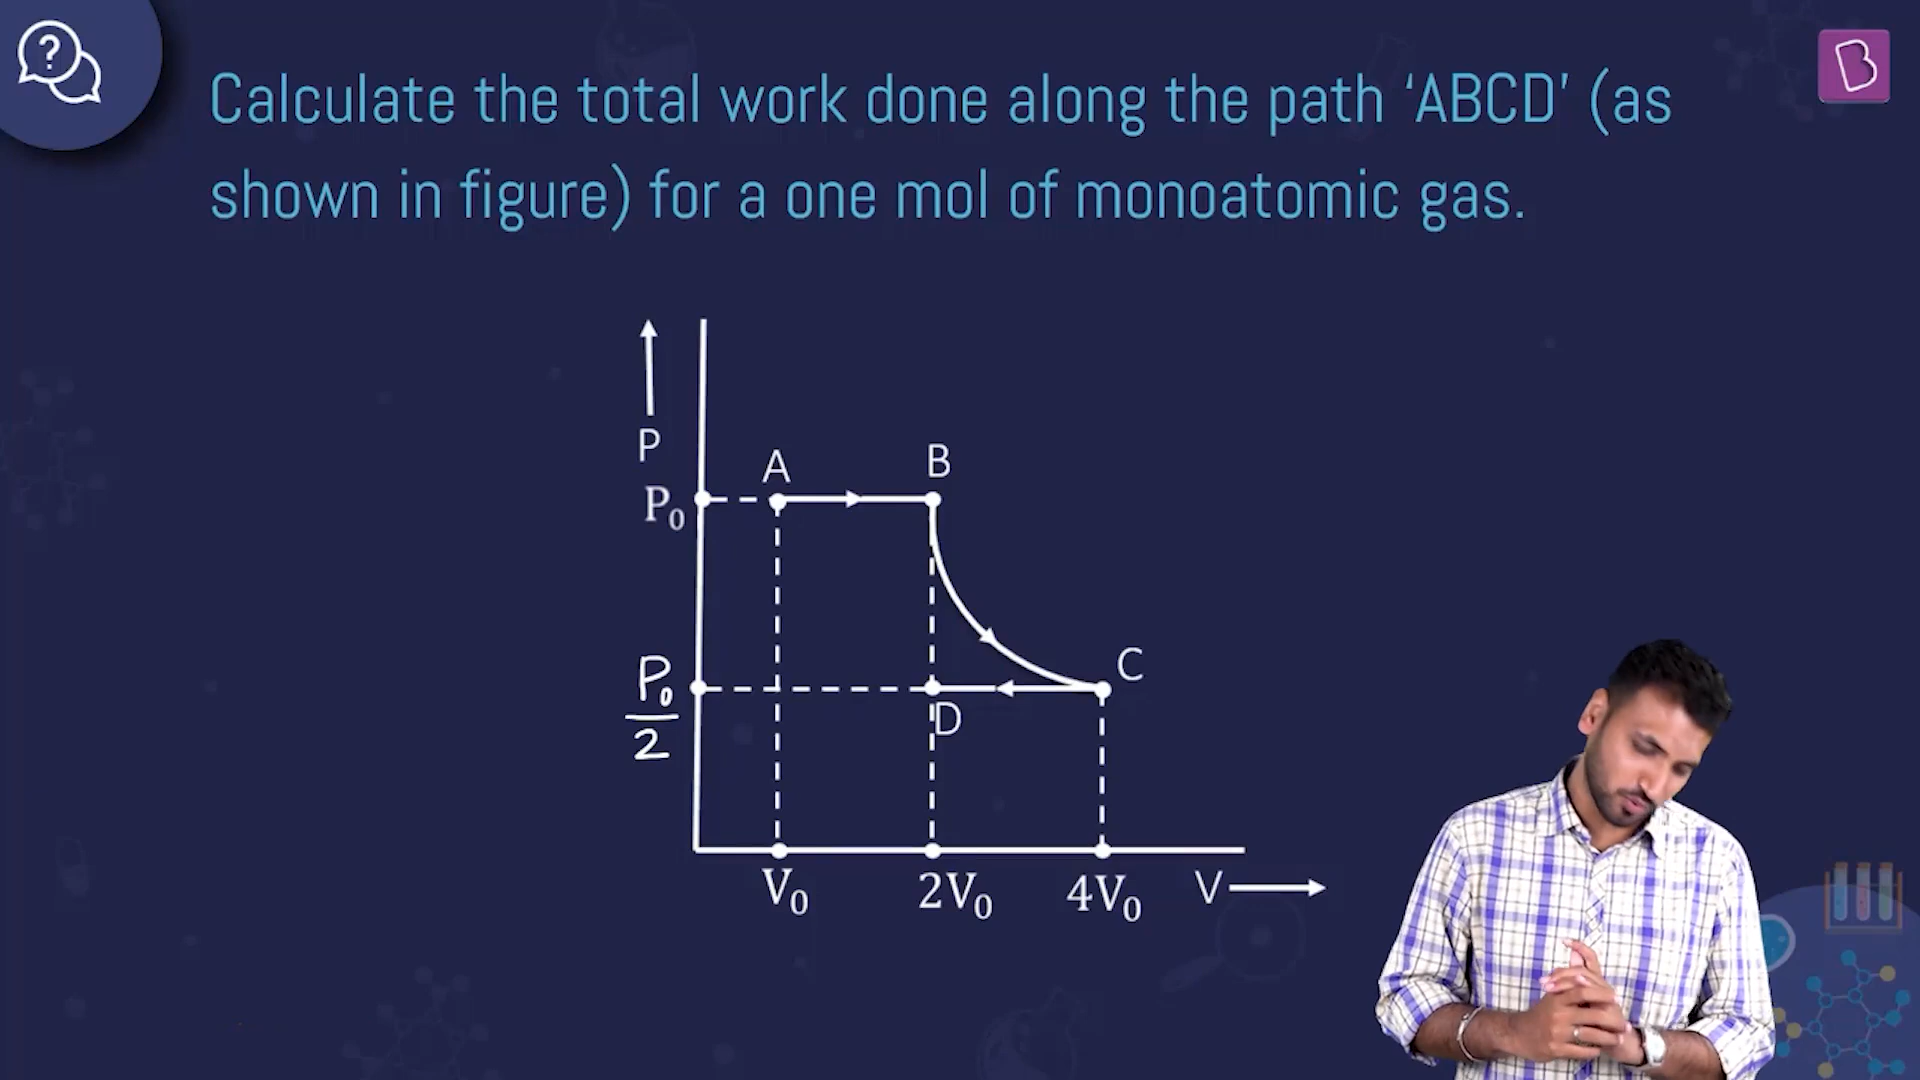 ?
Calculate the total work done along the path ‘ABCD’ (as
shown in figure) for a one mol of monoatomic gas.
B
P
A
B
P₀
C
P₀
2
D
V₀
2V₀
4V₀
V